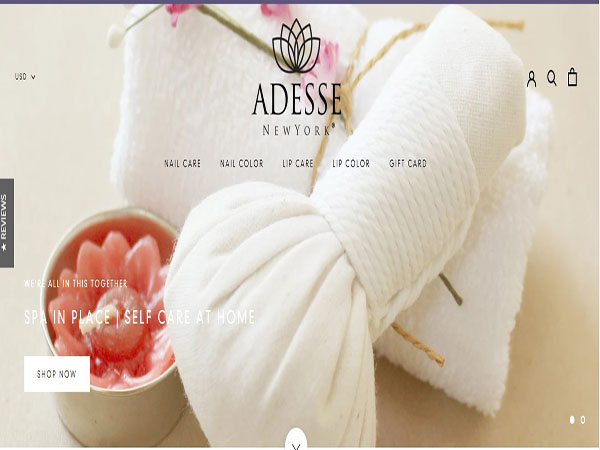 USD
ADESSE
NEWYORK®
NAIL CARE NAIL COLOR LIP CARE LIP COLOR GIFT CARD
★ REVIEWS
WE'RE ALL IN THIS TOGETHER
SPA IN PLACE | SELF CARE AT HOME
SHOP NOW